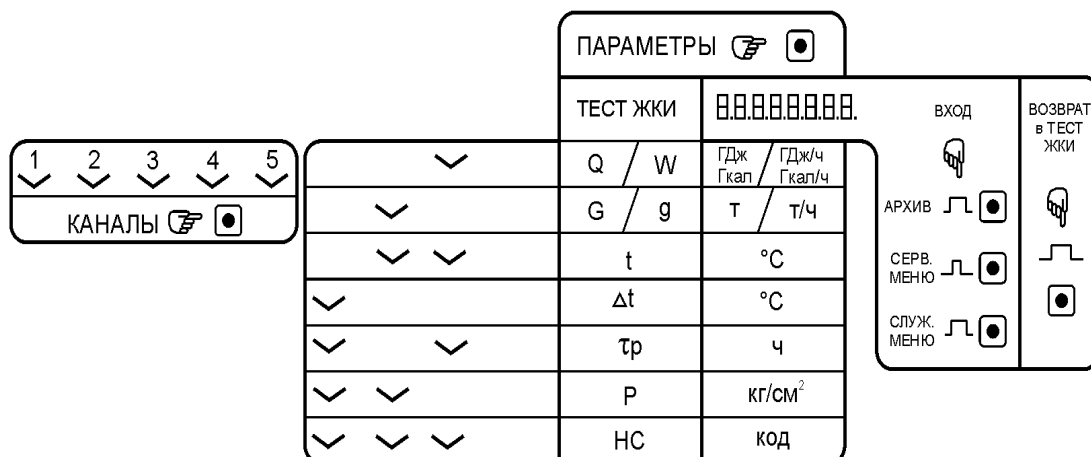 ПАРАМЕТРЫ
ТЕСТ ЖКИ 8.8.8.8.8.8.8.8.
ВХОД
ВОЗВРАТ
в ТЕСТ
ЖКИ
1 2 3 4 5
КАНАЛЫ
Q / W ГДж / ГДж/ч
Гкал / Гкал/ч
G / g т / т/ч
АРХИВ
t °C
СЕРВ.
МЕНЮ
Δt °C
СЛУЖ.
МЕНЮ
τp ч
P кг/см²
НС код